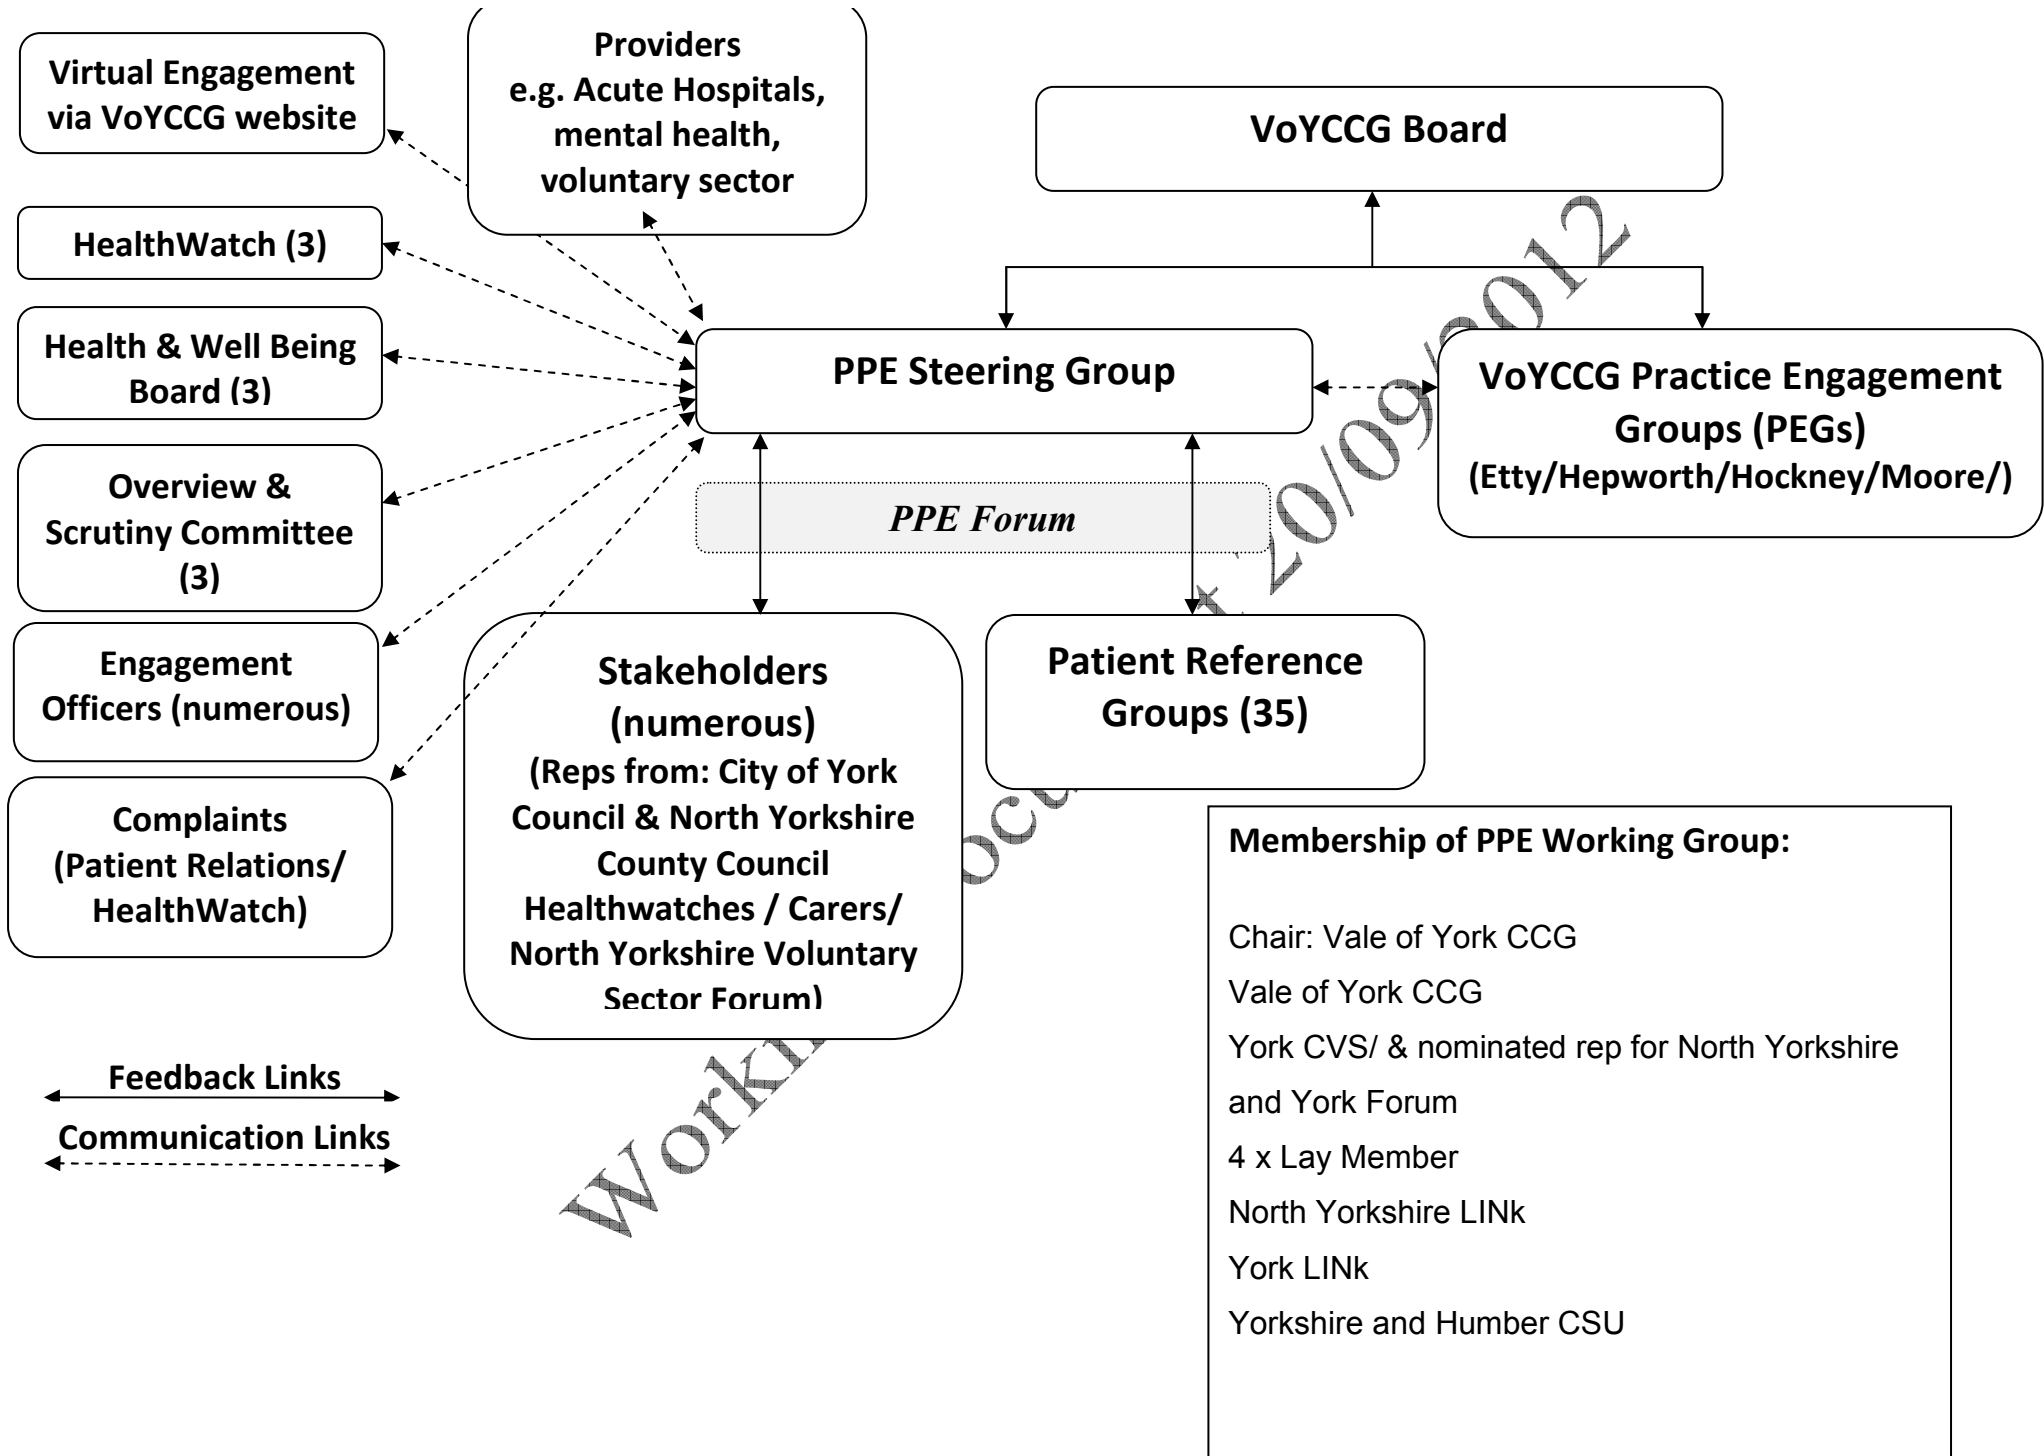 Virtual Engagement
via VoYCCG website
Providers
e.g. Acute Hospitals,
mental health,
voluntary sector
VoYCCG Board
HealthWatch (3)
Health & Well Being
Board (3)
PPE Steering Group
VoYCCG Practice Engagement
Groups (PEGs)
(Etty/Hepworth/Hockney/Moore/)
Overview &
Scrutiny Committee
(3)
PPE Forum
Engagement
Officers (numerous)
Stakeholders
(numerous)
(Reps from: City of York
Council & North Yorkshire
County Council
Healthwatches / Carers/
North Yorkshire Voluntary
Sector Forum)
Patient Reference
Groups (35)
Complaints
(Patient Relations/
HealthWatch)
Membership of PPE Working Group:
Chair: Vale of York CCG
Vale of York CCG
York CVS/ & nominated rep for North Yorkshire
and York Forum
4 x Lay Member
North Yorkshire LINk
York LINk
Yorkshire and Humber CSU
Feedback Links
Communication Links
20/09/2012